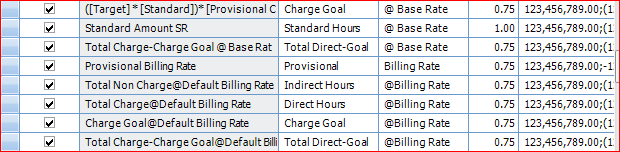 ([Target] * [Standard])* [Provisional C Charge Goal @ Base Rate 0.75 123,456,789.00;(1
Standard Amount SR Standard Hours @ Base Rate 1.00 123,456,789.00;(1
Total Charge-Charge Goal @ Base Rat Total Direct-Goal @ Base Rate 0.75 123,456,789.00;(1
Provisional Billing Rate Provisional Billing Rate 0.75 123,456,789.00;-1
Total Non Charge@Default Billing Rate Indirect Hours @Billing Rate 0.75 123,456,789.00;(1
Total Charge@Default Billing Rate Direct Hours @Billing Rate 0.75 123,456,789.00;(1
Charge Goal@Default Billing Rate Charge Goal @Billing Rate 0.75 123,456,789.00;(1
Total Charge-Charge Goal@Default Bill Total Direct-Goal @Billing Rate 0.75 123,456,789.00;(1